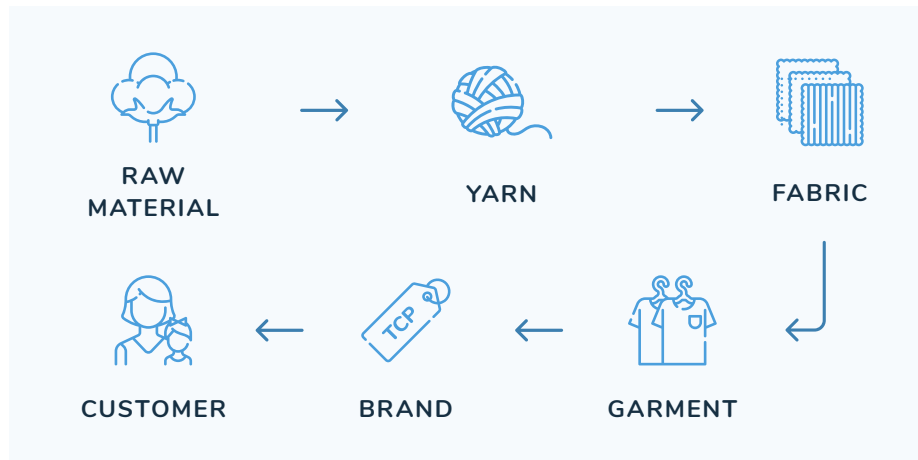 RAW
MATERIAL
YARN
FABRIC
TCP
CUSTOMER
BRAND
GARMENT